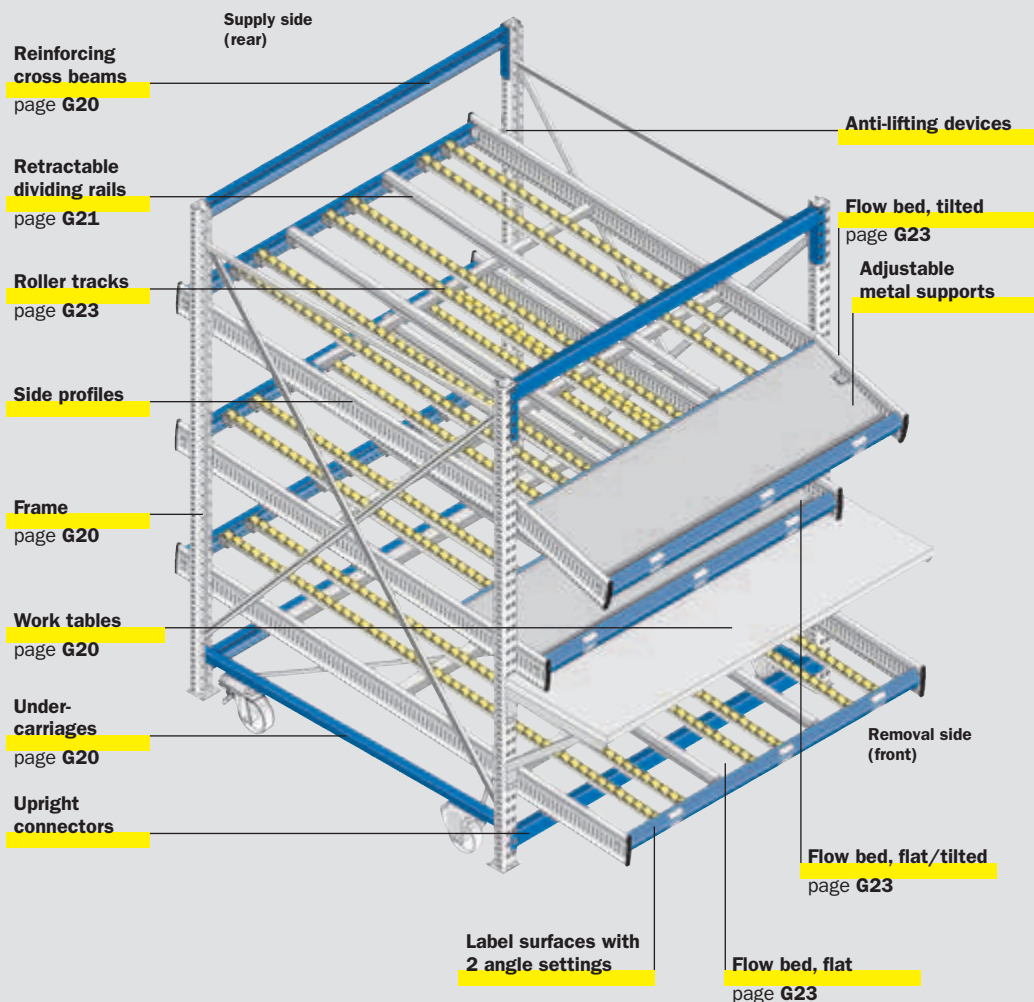 Supply side
(rear)
Reinforcing
cross beams
page G20
Retractable
dividing rails
page G21
Roller tracks
page G23
Side profiles
Frame
page G20
Work tables
page G20
Under-
carriages
page G20
Upright
connectors
Anti-lifting devices
Flow bed, tilted
page G23
Adjustable
metal supports
Removal side
(front)
Flow bed, flat/tilted
page G23
Label surfaces with
2 angle settings
Flow bed, flat
page G23